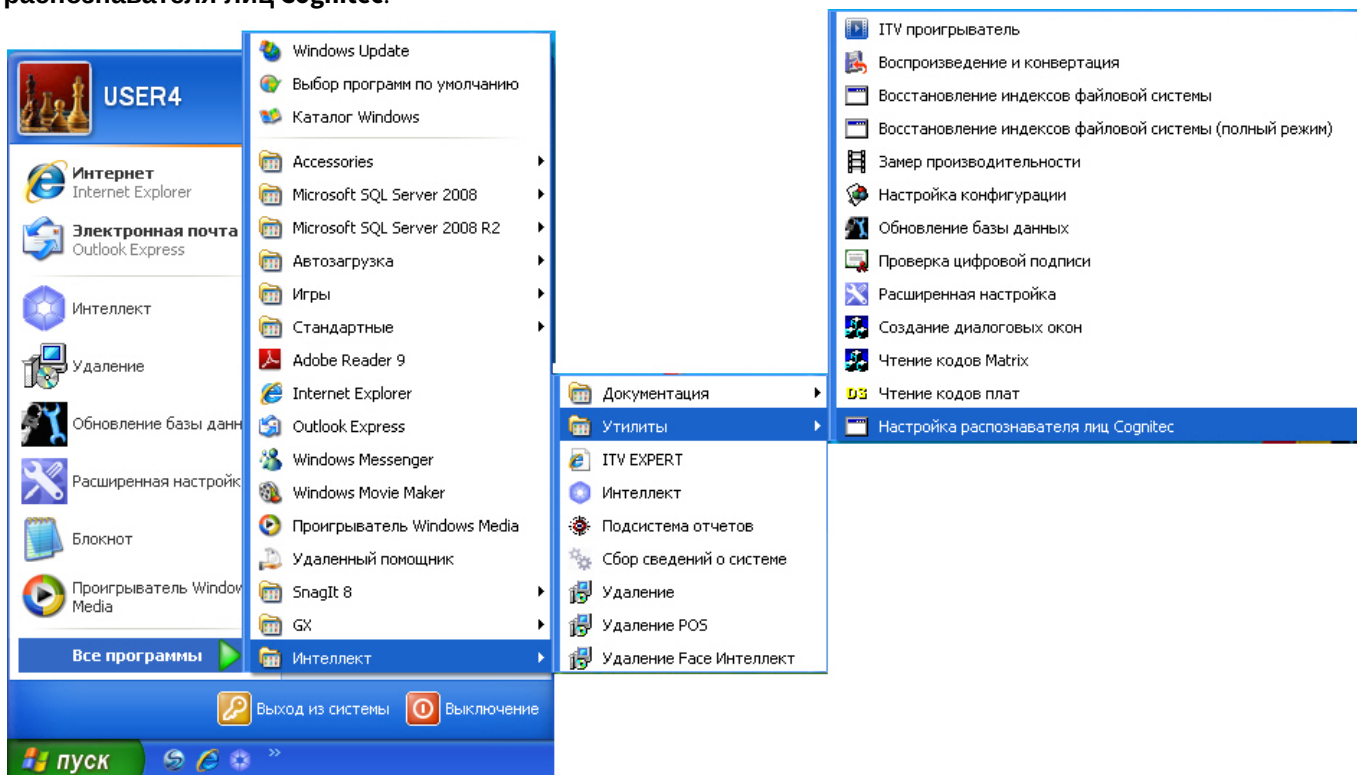 распознавателя лиц Cognitec.
USER4
Интернет
Internet Explorer
Электронная почта
Outlook Express
Интеллект
Удаление
Обновление базы данн
Расширенная настройк
Блокнот
Проигрыватель Window
Media
Все программы
Выход из системы
Выключение
пуск
»
Windows Update
Выбор программ по умолчанию
Каталог Windows
Accessories
Microsoft SQL Server 2008
Microsoft SQL Server 2008 R2
Автозагрузка
Игры
Стандартные
Adobe Reader 9
Internet Explorer
Outlook Express
Windows Messenger
Windows Movie Maker
Проигрыватель Windows Media
Удаленный помощник
SnagIt 8
GX
Интеллект
Документация
Утилиты
ITV EXPERT
Интеллект
Подсистема отчетов
Сбор сведений о системе
Удаление
Удаление POS
Удаление Face Интеллект
ITV проигрыватель
Воспроизведение и конвертация
Восстановление индексов файловой системы
Восстановление индексов файловой системы (полный режим)
Замер производительности
Настройка конфигурации
Обновление базы данных
Проверка цифровой подписи
Расширенная настройка
Создание диалоговых окон
Чтение кодов Matrix
Чтение кодов плат
Настройка распознавателя лиц Cognitec